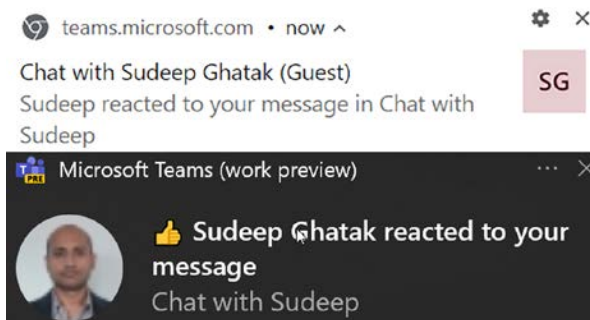 teams.microsoft.com • now
Chat with Sudeep Ghatak (Guest)
SG
Sudeep reacted to your message in Chat with
Sudeep
T
PRE
Microsoft Teams (work preview)
👍 Sudeep Ghatak reacted to your
message
Chat with Sudeep